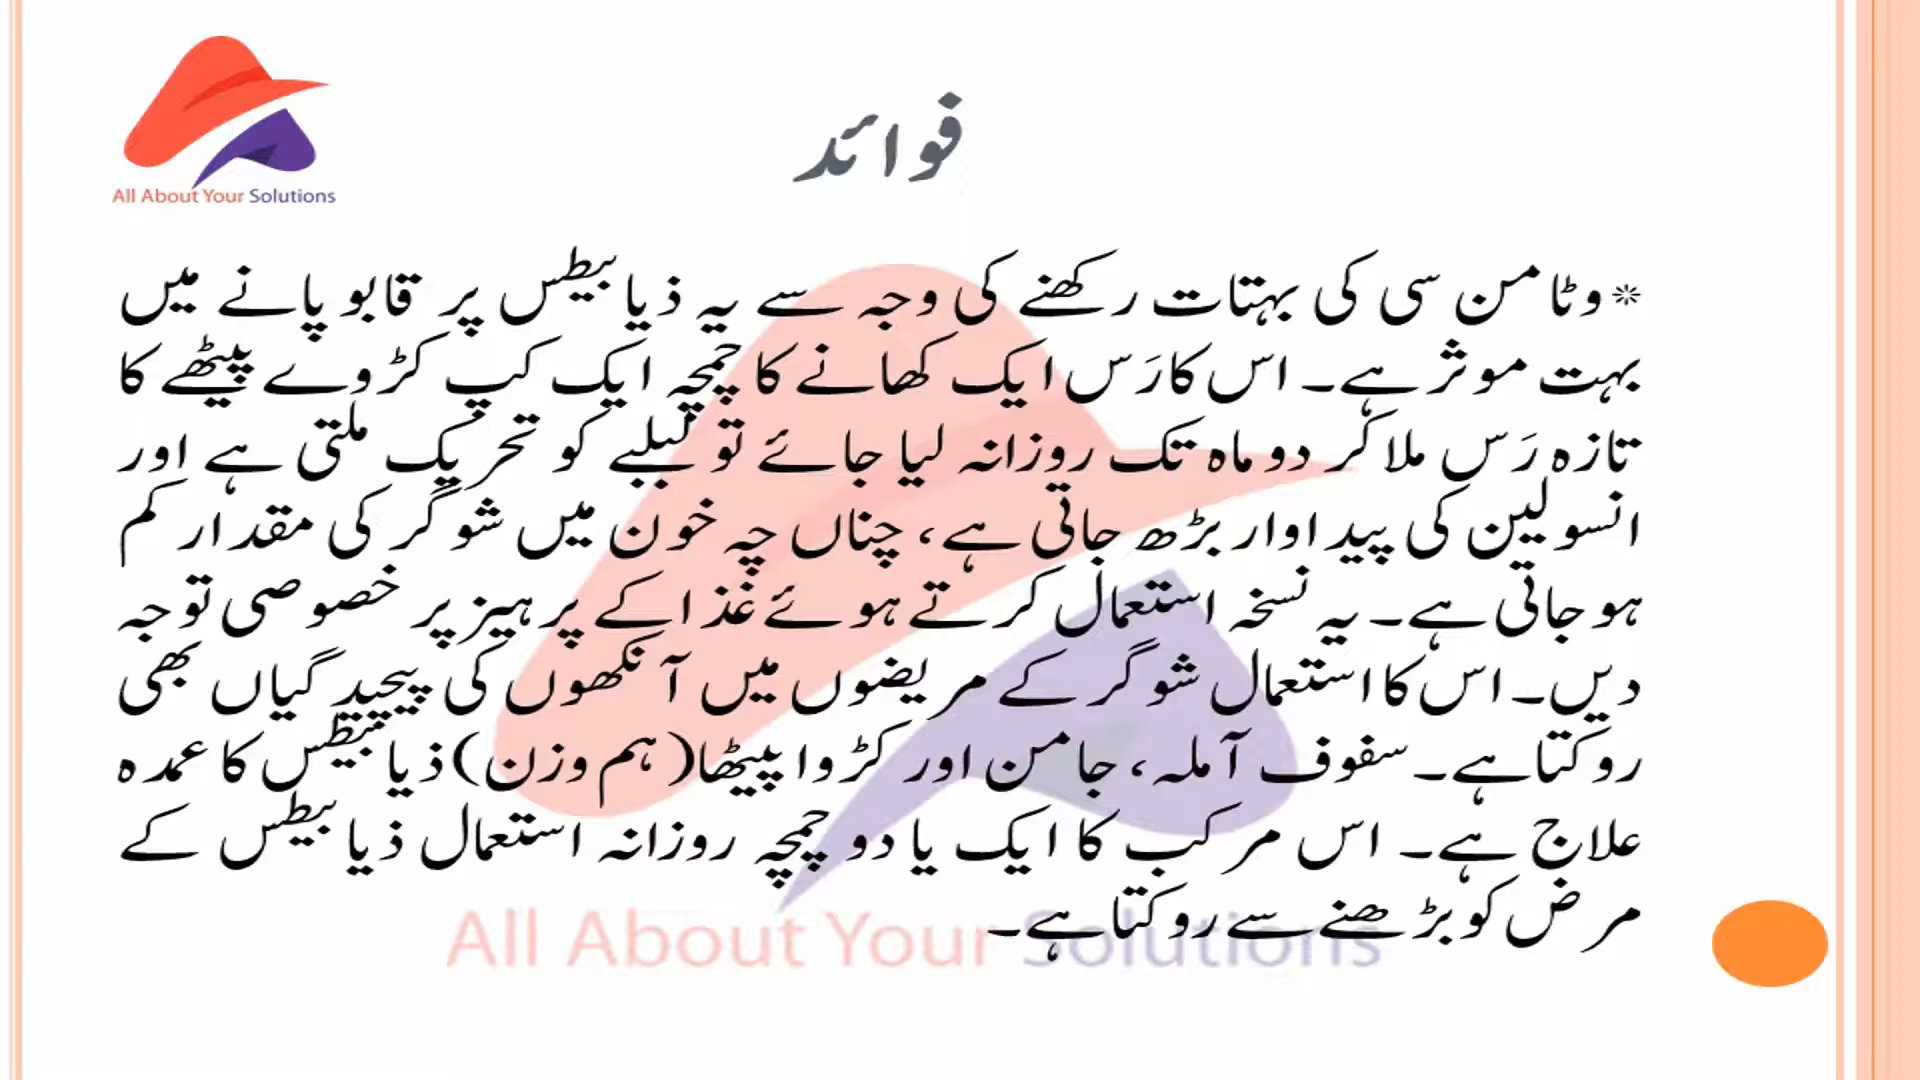 All About Your Solutions
فوائد
*وٹامن سی کی بہتات رکھنے کی وجہ سے یہ ذیابیطس پر قابو پانے میں
بہت موثر ہے۔ اس کا رَس ایک کھانے کا چمچہ ایک کپ کڑوے پیٹھے کا
تازہ رَس ملا کر دو ماہ تک روزانہ لیا جائے تو لبلبے کو تحریک ملتی ہے اور
انسولین کی پیداوار بڑھ جاتی ہے، چناں چہ خون میں شوگر کی مقدار کم
ہو جاتی ہے۔ یہ نسخہ استعمال کرتے ہوئے غذا کے پرہیز پر خصوصی توجہ
دیں۔ اس کا استعمال شوگر کے مریضوں میں آنکھوں کی پیچیدگیاں بھی
روکتا ہے۔ سفوف آملہ، جامن اور کڑوا پیٹھا(ہم وزن)ذیابیطس کا عمدہ
علاج ہے۔ اس مرکب کا ایک یا دو چمچہ روزانہ استعمال ذیابیطس کے
مرض کو بڑھنے سے روکتا ہے۔
All About Your Solutions